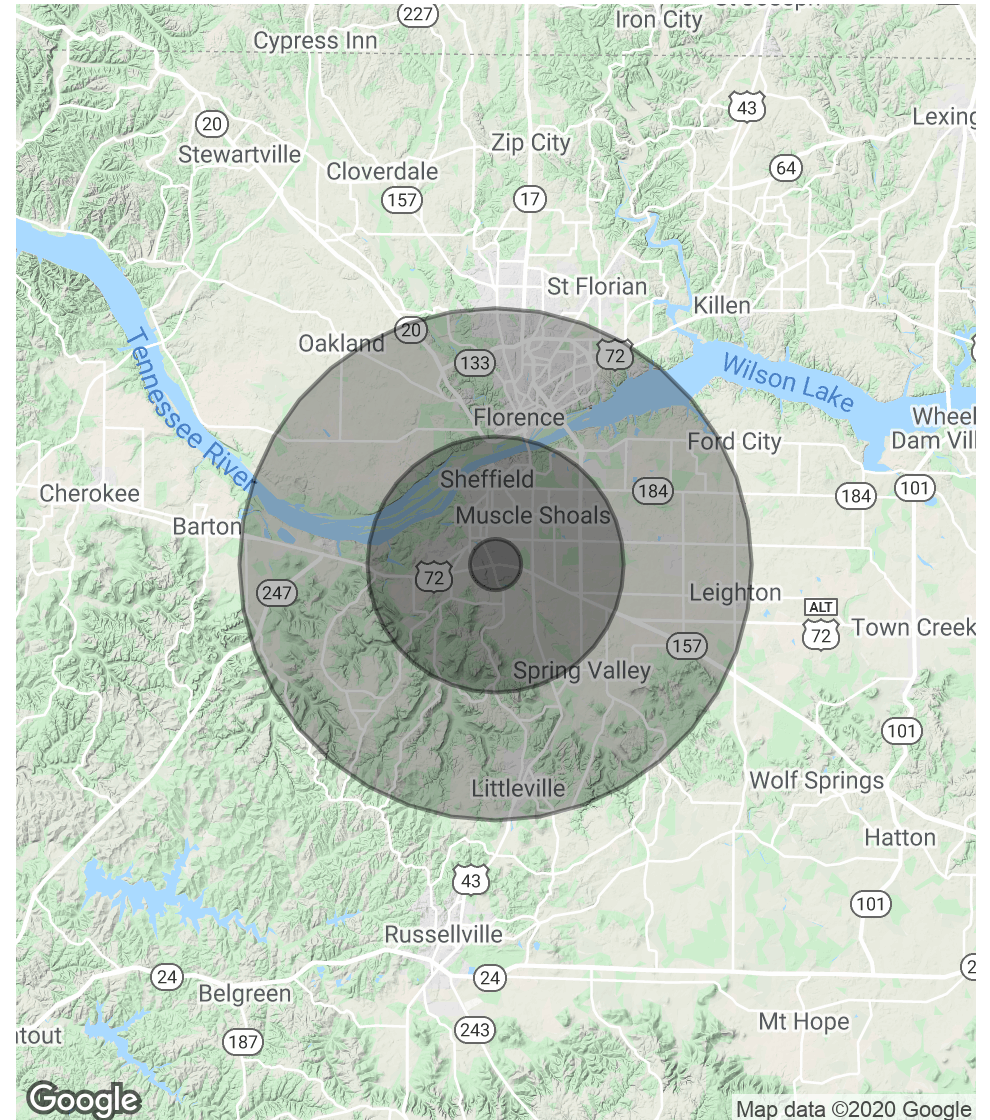 227
Iron City
Cypress Inn
43
Lexing
20
Zip City
Stewartville
64
Cloverdale
157
17
St Florian
Killen
20
Oakland
133
72
Wilson Lake
Tennessee River
Florence
Wheel
Dam Vill
Ford City
Sheffield
Cherokee
184
184
101
Muscle Shoals
Barton
72
247
Leighton
ALT
72
Town Creek
157
Spring Valley
101
Wolf Springs
Littleville
Hatton
43
101
Russellville
24
24
2
Belgreen
Mt Hope
ntout
187
243
Google
Map data ©2020 Google